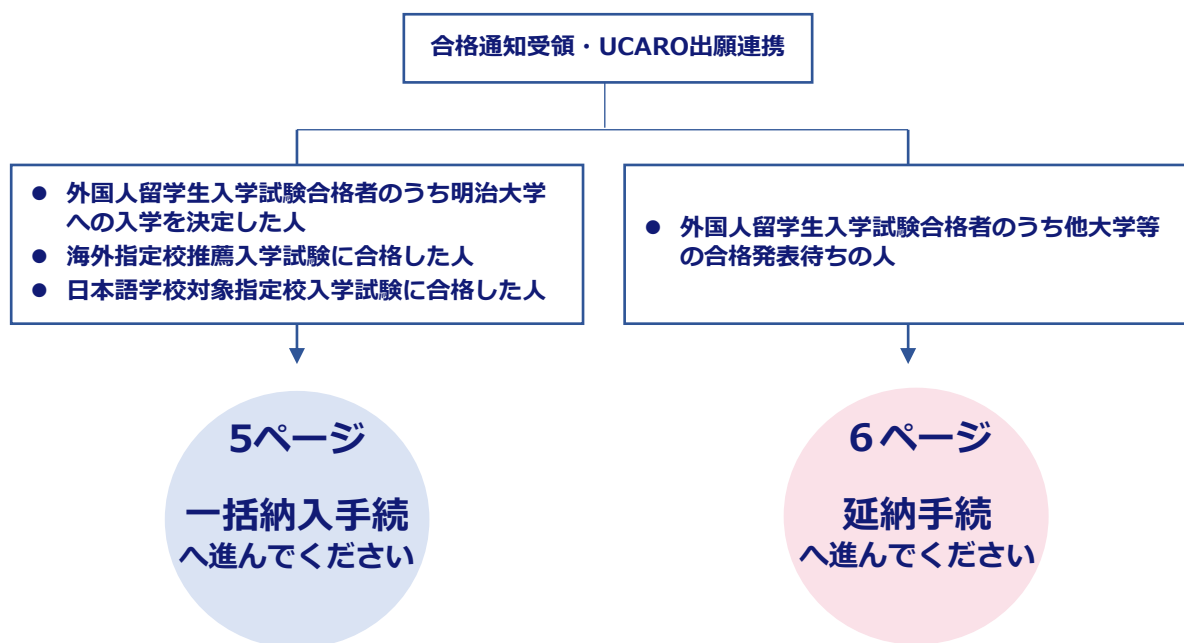 合格通知受領・UCARO出願連携
● 外国人留学生入学試験合格者のうち明治大学
への入学を決定した人
● 海外指定校推薦入学試験に合格した人
● 日本語学校対象指定校入学試験に合格した人
● 外国人留学生入学試験合格者のうち他大学等
の合格発表待ちの人
5ページ
一括納入手続
へ進んでください
6ページ
延納手続
へ進んでください